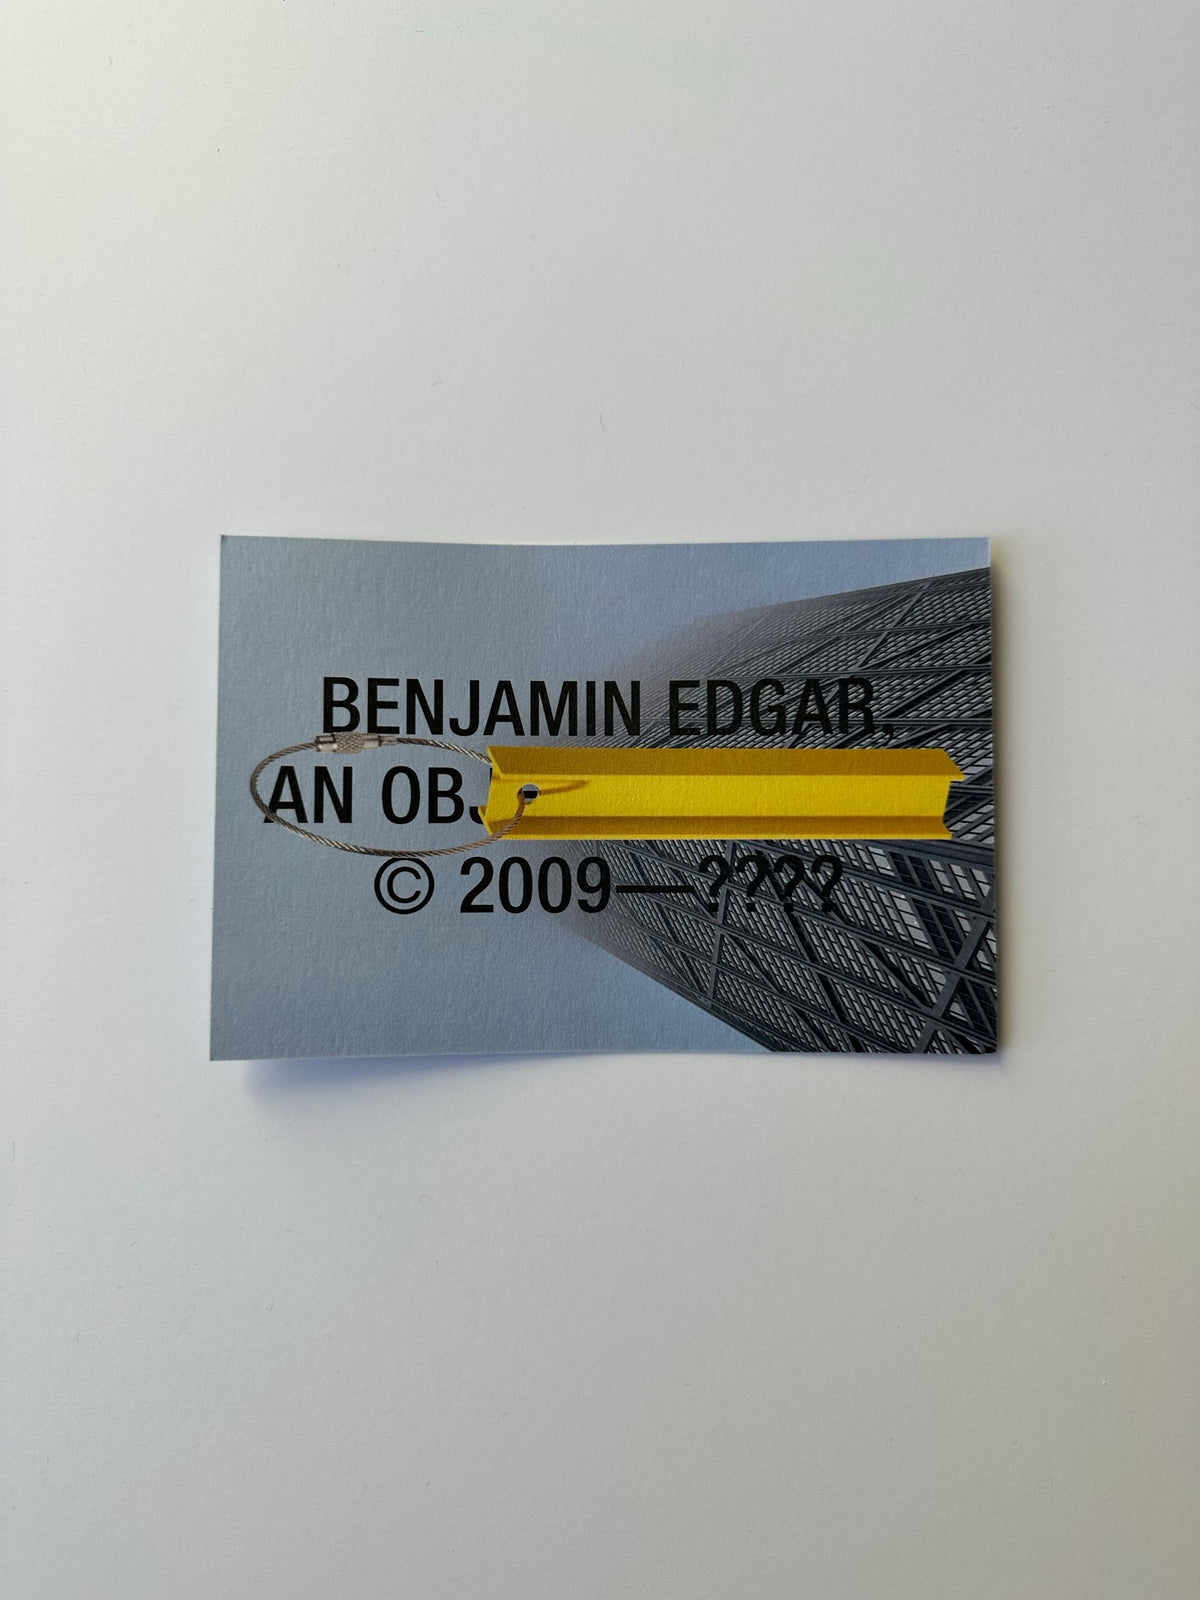 BENJAMIN EDGAR,
AN OBJ
© 2009—????